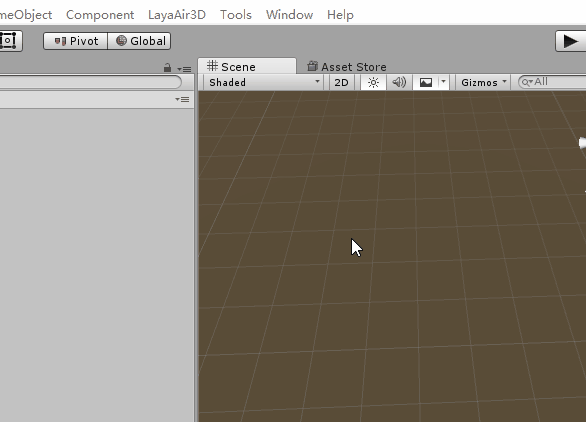 meObject Component LayaAir3D Tools Window Help
Pivot Global
Scene Asset Store
Shaded 2D Gizmos All